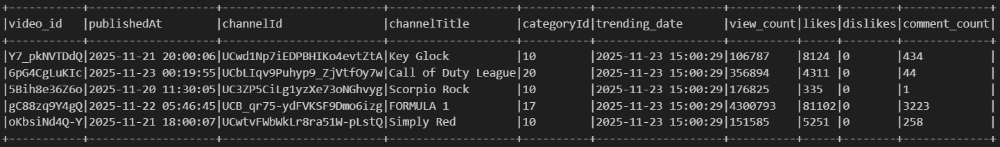 +-----------+-------------------+------------------------+-------------------+----------+-------------------+----------+-----+--------+-------------+
|video_id   |publishedAt        |channelId               |channelTitle       |categoryId|trending_date      |view_count|likes|dislikes|comment_count|
+-----------+-------------------+------------------------+-------------------+----------+-------------------+----------+-----+--------+-------------+
|Y7_pkNVTDdQ|2025-11-21 20:00:06|UCwd1Np7iEDPBHIKo4evtZtA|Key Glock          |10        |2025-11-23 15:00:29|106787    |8124 |0       |434          |
|6pG4CgLuKIc|2025-11-23 00:19:55|UCbLIqv9Puhyp9_ZjVtfOy7w|Call of Duty League|20        |2025-11-23 15:00:29|356894    |4311 |0       |44           |
|5Bih8e36Z6o|2025-11-20 11:30:05|UC3ZP5CiLg1yzXe73oNGhvyg|Scorpio Rock       |10        |2025-11-23 15:00:29|176825    |335  |0       |1            |
|gC88zq9Y4gQ|2025-11-22 05:46:45|UCB_qr75-ydFVKSF9Dmo6izg|FORMULA 1          |17        |2025-11-23 15:00:29|4300793   |81102|0       |3223         |
|oKbsiNd4Q-Y|2025-11-21 18:00:07|UCwtvFWbWkLr8ra51W-pLstQ|Simply Red         |10        |2025-11-23 15:00:29|151585    |5251 |0       |258          |
+-----------+-------------------+------------------------+-------------------+----------+-------------------+----------+-----+--------+-------------+